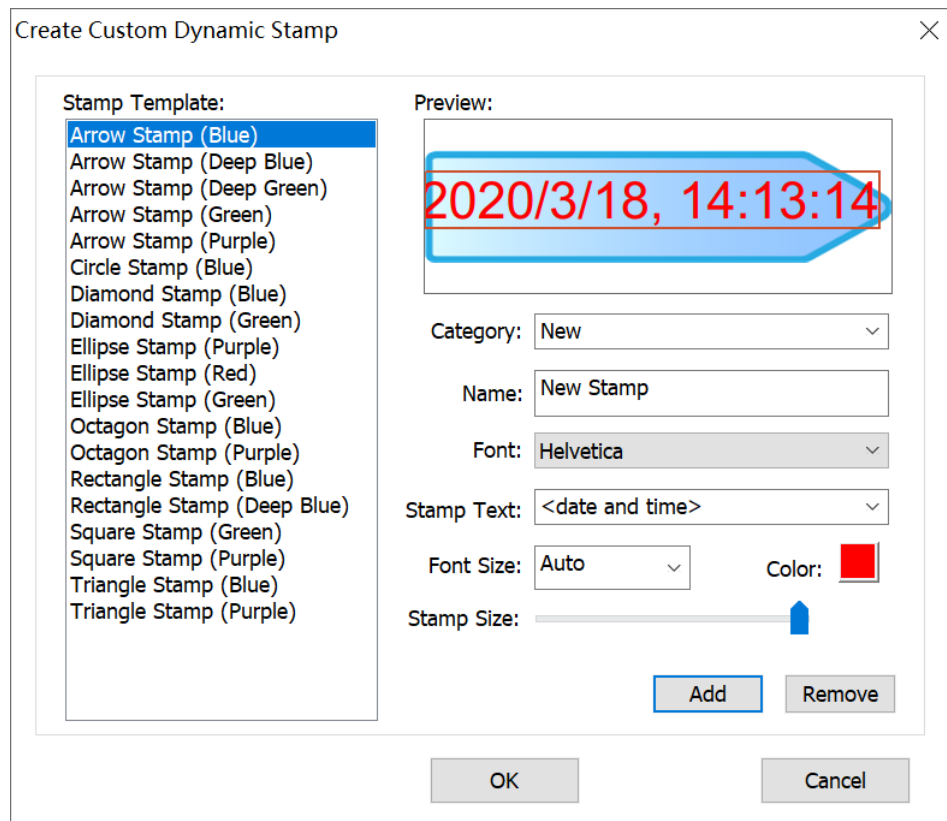 Create Custom Dynamic Stamp
Stamp Template:
Arrow Stamp (Blue)
Arrow Stamp (Deep Blue)
Arrow Stamp (Deep Green)
Arrow Stamp (Green)
Arrow Stamp (Purple)
Circle Stamp (Blue)
Diamond Stamp (Blue)
Diamond Stamp (Green)
Ellipse Stamp (Purple)
Ellipse Stamp (Red)
Ellipse Stamp (Green)
Octagon Stamp (Blue)
Octagon Stamp (Purple)
Rectangle Stamp (Blue)
Rectangle Stamp (Deep Blue)
Square Stamp (Green)
Square Stamp (Purple)
Triangle Stamp (Blue)
Triangle Stamp (Purple)
Preview:
2020/3/18, 14:13:14
Category: New
Name: New Stamp
Font: Helvetica
Stamp Text: <date and time>
Font Size: Auto Color:
Stamp Size:
Add Remove
OK Cancel